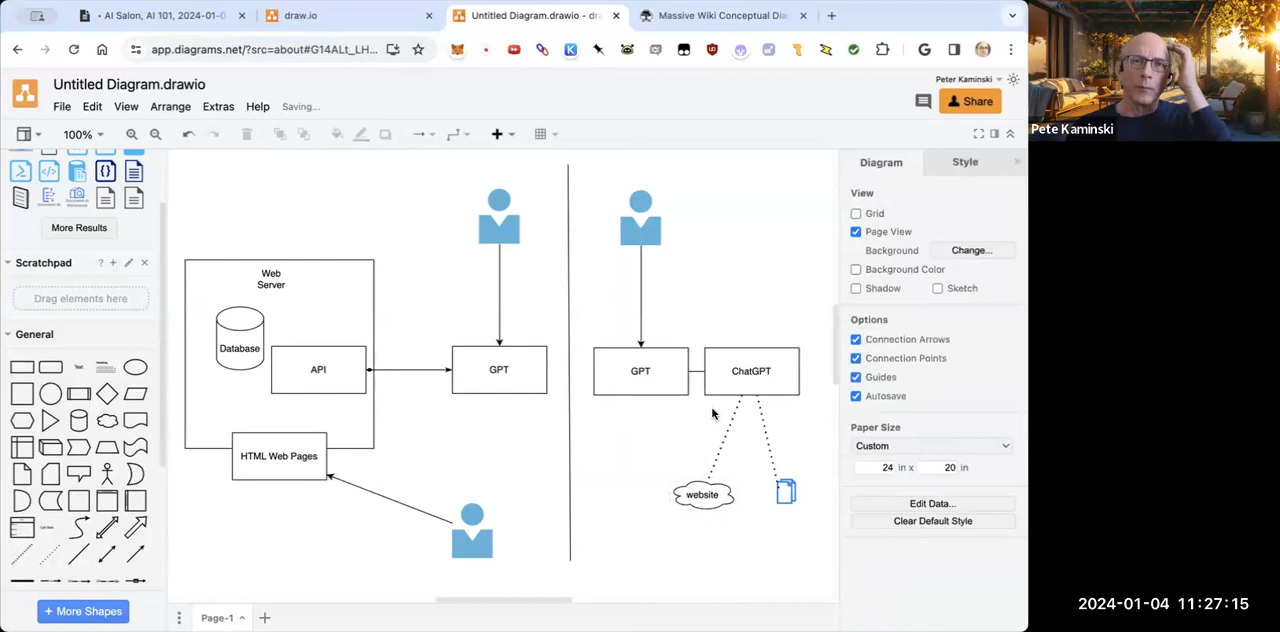 • AI Salon, AI 101, 2024-01-0
draw.io
Untitled Diagram.drawio - dra
Massive Wiki Conceptual Dia
app.diagrams.net/?src=about#G14ALt_LH...
Untitled Diagram.drawio
File Edit View Arrange Extras Help Saving...
Peter Kaminski
Share
100%
More Results
Scratchpad
Drag elements here
General
Text
Heading
+ More Shapes
Web
Server
Database
API
GPT
HTML Web Pages
GPT
ChatGPT
website
Page-1
Diagram
Style
View
Grid
Page View
Background
Change...
Background Color
Shadow
Sketch
Options
Connection Arrows
Connection Points
Guides
Autosave
Paper Size
Custom
24 in x 20 in
Edit Data...
Clear Default Style
Pete Kaminski
2024-01-04 11:27:15